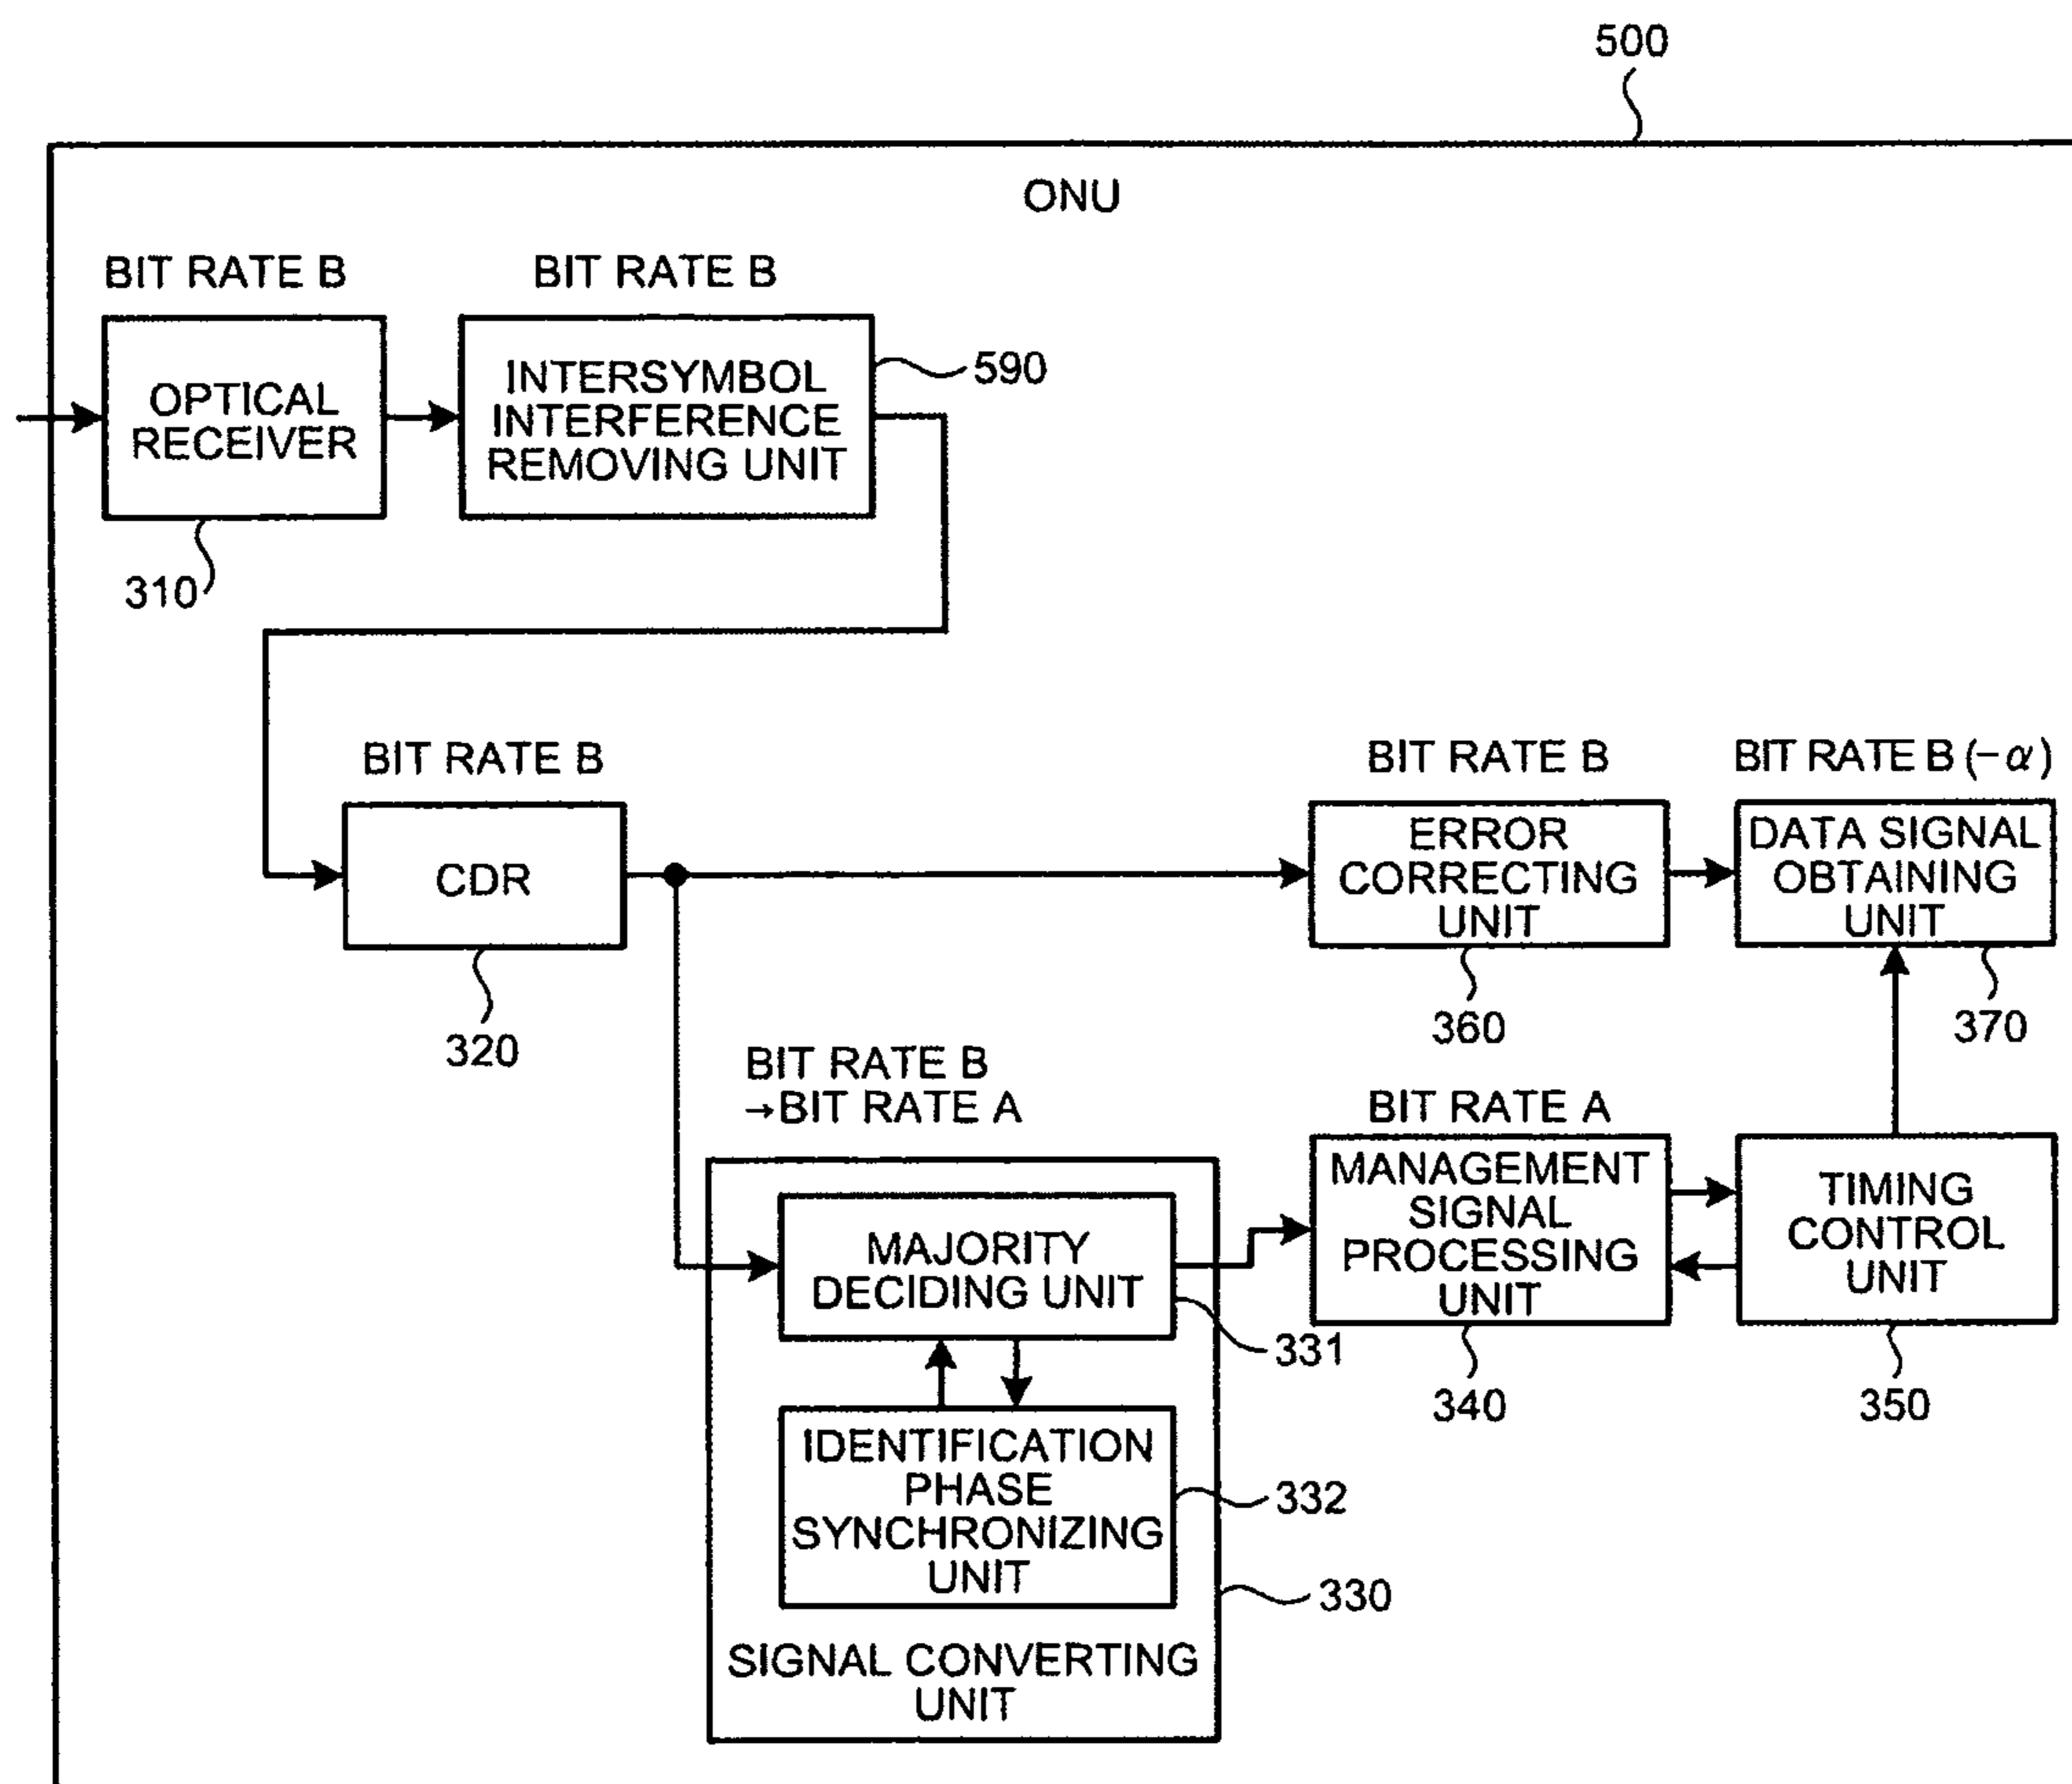 500
ONU
BIT RATE B
BIT RATE B
OPTICAL
RECEIVER
INTERSYMBOL
INTERFERENCE
REMOVING UNIT
590
310
BIT RATE B
BIT RATE B
BIT RATE B (-α)
CDR
ERROR
CORRECTING
UNIT
DATA SIGNAL
OBTAINING
UNIT
320
360
370
BIT RATE B
→BIT RATE A
BIT RATE A
MAJORITY
DECIDING UNIT
331
MANAGEMENT
SIGNAL
PROCESSING
UNIT
TIMING
CONTROL
UNIT
340
350
IDENTIFICATION
PHASE
SYNCHRONIZING
UNIT
332
330
SIGNAL CONVERTING
UNIT